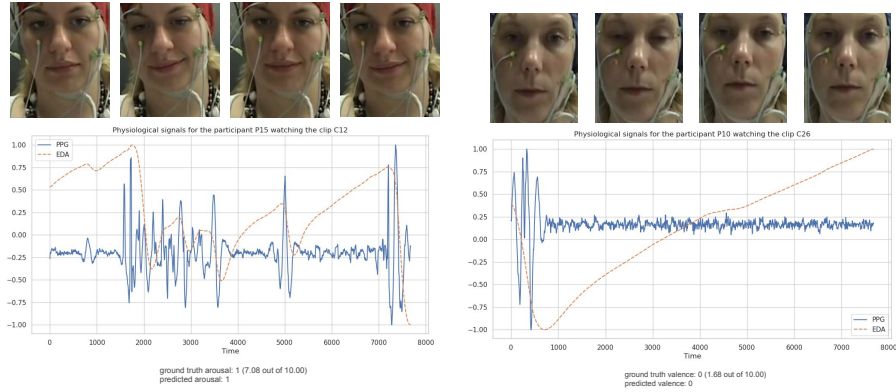 Physiological signals for the participant P15 watching the clip C12
PPG
EDA
1.00
0.75
0.50
0.25
0.00
−0.25
−0.50
−0.75
−1.00
0 1000 2000 3000 4000 5000 6000 7000 8000
Time
ground truth arousal: 1 (7.08 out of 10.00)
predicted arousal: 1
Physiological signals for the participant P10 watching the clip C26
1.00
0.75
0.50
0.25
0.00
−0.25
−0.50
−0.75
−1.00
PPG
EDA
0 1000 2000 3000 4000 5000 6000 7000 8000
Time
ground truth valence: 0 (1.68 out of 10.00)
predicted valence: 0